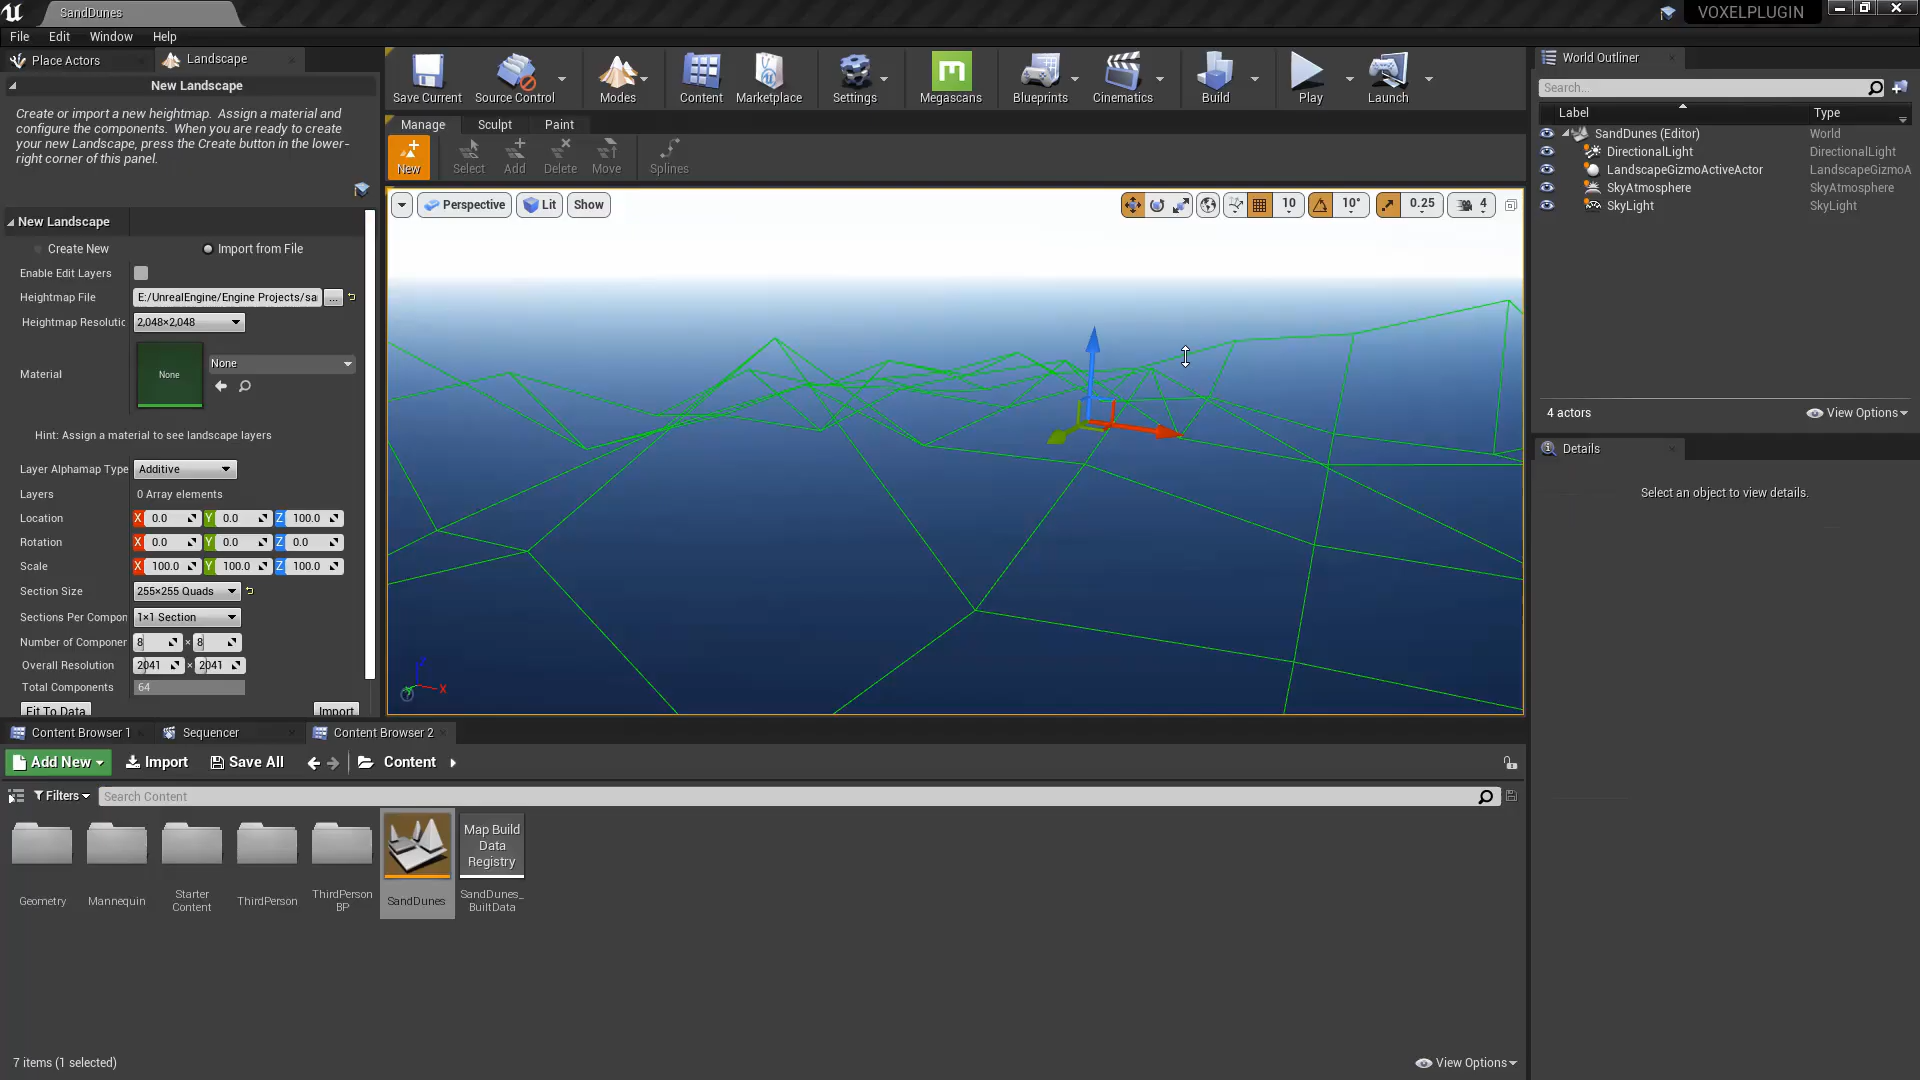 SandDunes
VOXELPLUGIN
File Edit Window Help
Place Actors
Landscape
New Landscape
Create or import a new heightmap. Assign a material and
configure the components. When you are ready to create
your new Landscape, press the Create button in the lower-
right corner of this panel.
New Landscape
Create New
Import from File
Enable Edit Layers
Heightmap File
E:/UnrealEngine/Engine Projects/sa
...
Heightmap Resolutic
2,048×2,048
Material
None
None
Hint: Assign a material to see landscape layers
Layer Alphamap Type
Additive
Layers
0 Array elements
Location X 0.0 Y 0.0 Z 100.0
Rotation X 0.0 Y 0.0 Z 0.0
Scale X 100.0 Y 100.0 Z 100.0
Section Size
255×255 Quads
Sections Per Compon
1×1 Section
Number of Componer
8 × 8
Overall Resolution
2041 × 2041
Total Components
64
Fit To Data
Import
Save Current
Source Control
Modes
Content
Marketplace
Settings
Megascans
Blueprints
Cinematics
Build
Play
Launch
Manage Sculpt Paint
New
Select
Add
Delete
Move
Splines
Perspective
Lit
Show
10
10°
0.25
4
Z
X
World Outliner
Search...
Label Type
SandDunes (Editor) World
DirectionalLight DirectionalLight
LandscapeGizmoActiveActor LandscapeGizmoA
SkyAtmosphere SkyAtmosphere
SkyLight SkyLight
4 actors
View Options
Details
Select an object to view details.
Content Browser 1
Sequencer
Content Browser 2
Add New
Import
Save All
Content
Filters
Search Content
Geometry
Mannequin
Starter
Content
ThirdPerson
ThirdPerson
BP
SandDunes
Map Build
Data
Registry
SandDunes_
BuiltData
7 items (1 selected)
View Options